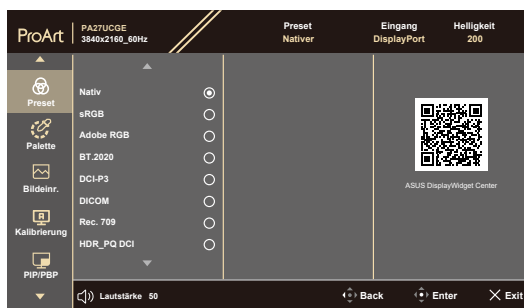 ProArt
PA27UCGE
3840x2160_60Hz
Preset
Nativer
Eingang
DisplayPort
Helligkeit
200
Preset
Palette
Bildeinr.
Kalibrierung
PIP/PBP
Nativ
sRGB
Adobe RGB
BT.2020
DCI-P3
DICOM
Rec. 709
HDR_PQ DCI
ASUS DisplayWidget Center
Lautstärke 50
Back
Enter
Exit